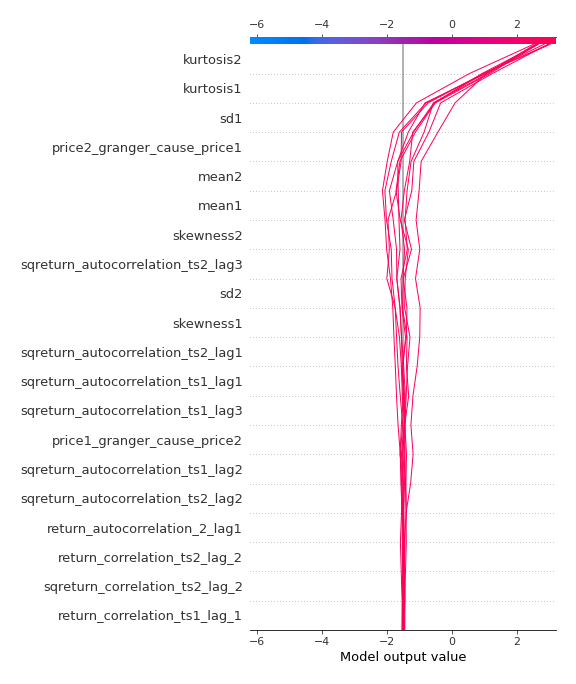 −6 −4 −2 0 2
kurtosis2
kurtosis1
sd1
price2_granger_cause_price1
mean2
mean1
skewness2
sqreturn_autocorrelation_ts2_lag3
sd2
skewness1
sqreturn_autocorrelation_ts2_lag1
sqreturn_autocorrelation_ts1_lag1
sqreturn_autocorrelation_ts1_lag3
price1_granger_cause_price2
sqreturn_autocorrelation_ts1_lag2
sqreturn_autocorrelation_ts2_lag2
return_autocorrelation_2_lag1
return_correlation_ts2_lag_2
sqreturn_correlation_ts2_lag_2
return_correlation_ts1_lag_1
−6 −4 −2 0 2
Model output value